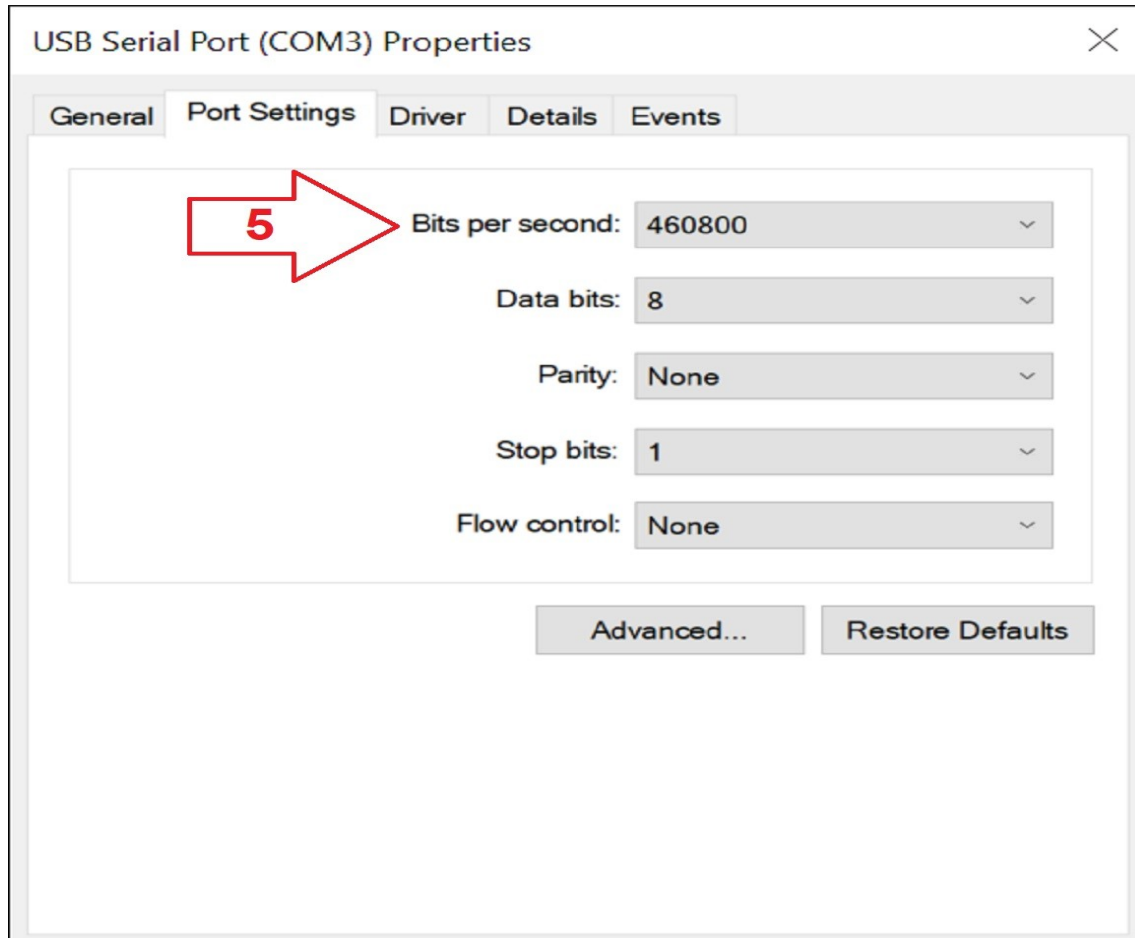 USB Serial Port (COM3) Properties
General Port Settings Driver Details Events
5 Bits per second: 460800
Data bits: 8
Parity: None
Stop bits: 1
Flow control: None
Advanced... Restore Defaults